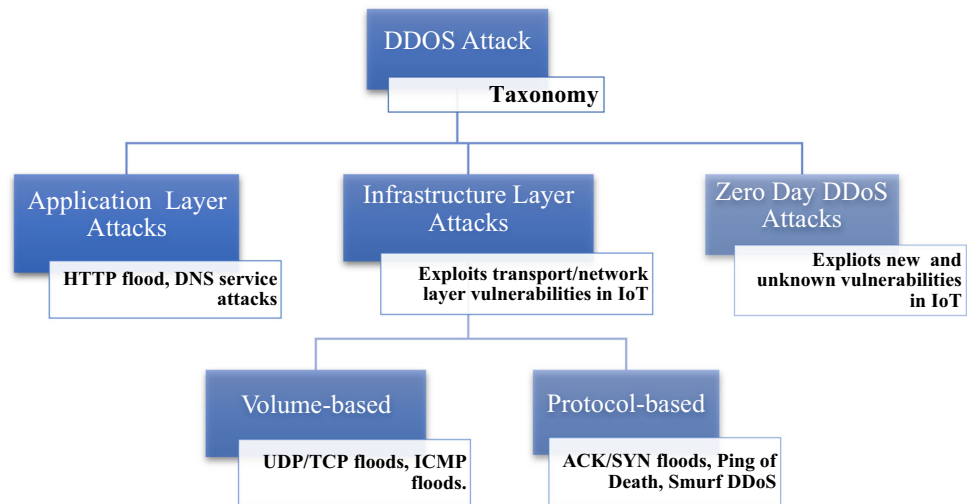 DDOS Attack
Taxonomy
Application Layer
Attacks
HTTP flood, DNS service
attacks
Infrastructure Layer
Attacks
Exploits transport/network
layer vulnerabilities in IoT
Zero Day DDoS
Attacks
Expliots new and
unknown vulnerabilities
in IoT
Volume-based
UDP/TCP floods, ICMP
floods.
Protocol-based
ACK/SYN floods, Ping of
Death, Smurf DDoS